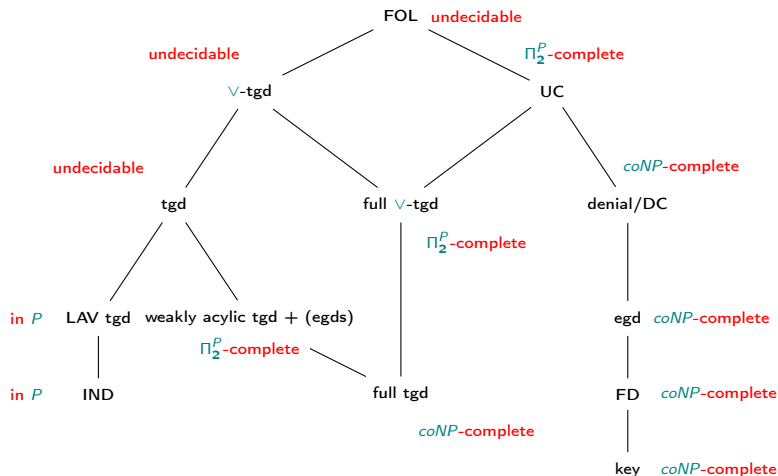 FOL undecidable
undecidable
Π₂ᴾ-complete
∨-tgd
UC
undecidable
coNP-complete
tgd
full ∨-tgd
denial/DC
Π₂ᴾ-complete
in P LAV tgd weakly acylic tgd + (egds)
egd coNP-complete
Π₂ᴾ-complete
in P IND
full tgd
FD coNP-complete
coNP-complete
key coNP-complete